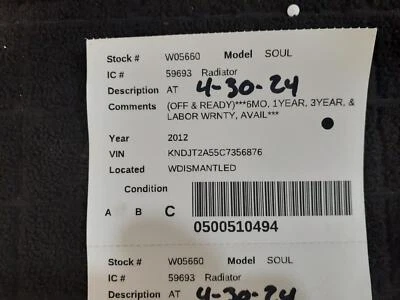 Stock # W05660 Model SOUL
IC # 59693 Radiator
Description AT 4-30-24
Comments (OFF & READY)***6MO, 1YEAR, 3YEAR, &
LABOR WRNTY, AVAIL***
Year 2012
VIN KNDJT2A55C7356876
Located WDISMANTLED
Condition
A B C
0500510494
Stock # W05660 Model SOUL
IC # 59693 Radiator
Description AT 4-30-24